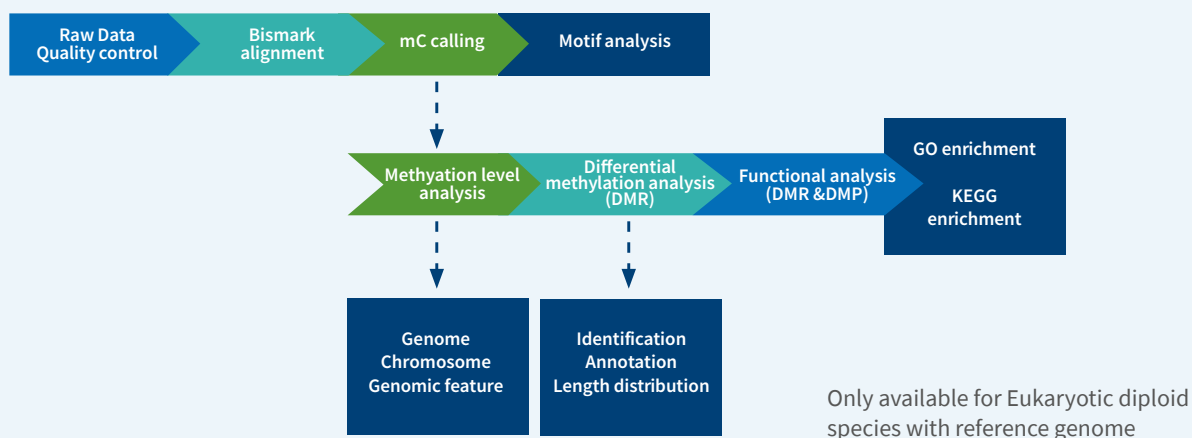 Raw Data
Quality control
Bismark
alignment
mC calling
Motif analysis
Methyation level
analysis
Differential
methylation analysis
(DMR)
Functional analysis
(DMR &DMP)
GO enrichment
KEGG
enrichment
Genome
Chromosome
Genomic feature
Identification
Annotation
Length distribution
Only available for Eukaryotic diploid
species with reference genome